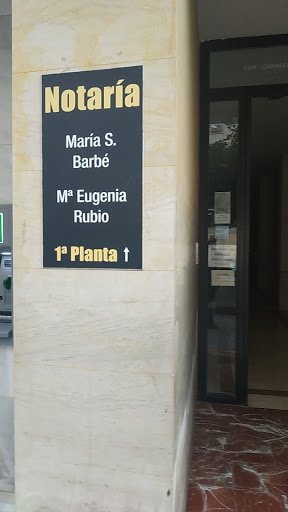 Notaría
María S.
Barbé
Mª Eugenia
Rubio
1ª Planta ↑